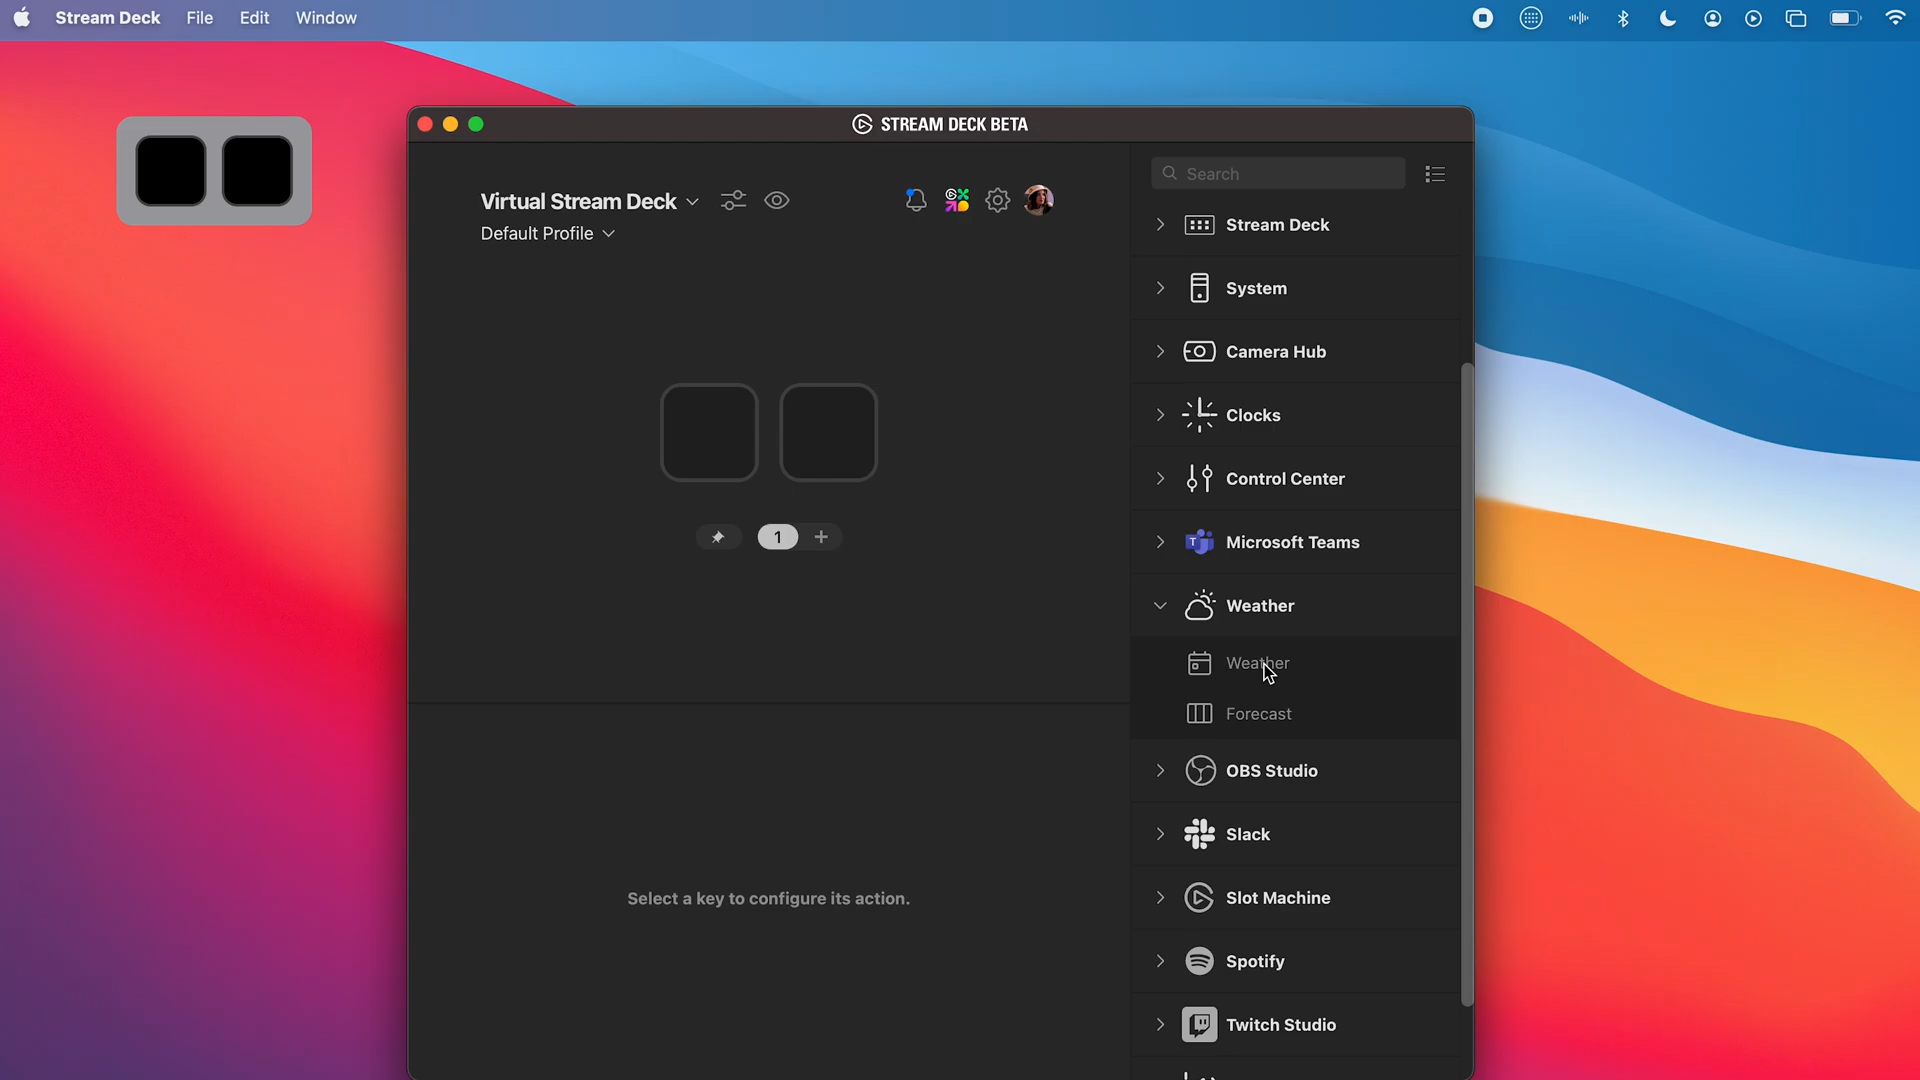 Stream Deck File Edit Window
STREAM DECK BETA
Virtual Stream Deck
Default Profile
1
Select a key to configure its action.
Search
Stream Deck
System
Camera Hub
Clocks
Control Center
Microsoft Teams
Weather
Weather
Forecast
OBS Studio
Slack
Slot Machine
Spotify
Twitch Studio